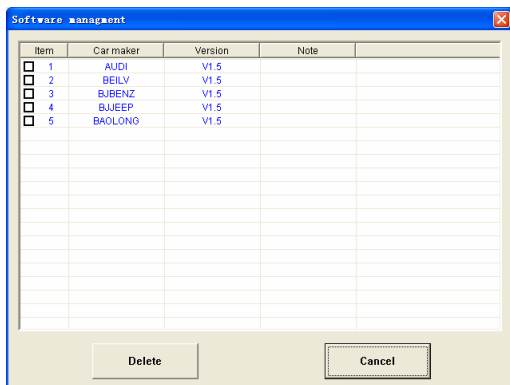 Software managment
Item Car maker Version Note
1 AUDI V1.5
2 BEILV V1.5
3 BJBENZ V1.5
4 BJJEEP V1.5
5 BAOLONG V1.5
Delete Cancel